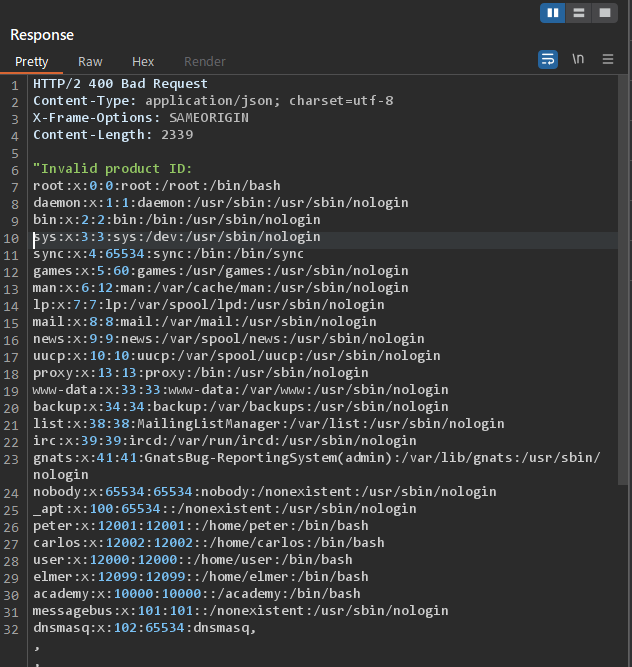 Response
Pretty Raw Hex Render \n
1 HTTP/2 400 Bad Request
2 Content-Type: application/json; charset=utf-8
3 X-Frame-Options: SAMEORIGIN
4 Content-Length: 2339
5
6 "Invalid product ID:
7 root:x:0:0:root:/root:/bin/bash
8 daemon:x:1:1:daemon:/usr/sbin:/usr/sbin/nologin
9 bin:x:2:2:bin:/bin:/usr/sbin/nologin
10 sys:x:3:3:sys:/dev:/usr/sbin/nologin
11 sync:x:4:65534:sync:/bin:/bin/sync
12 games:x:5:60:games:/usr/games:/usr/sbin/nologin
13 man:x:6:12:man:/var/cache/man:/usr/sbin/nologin
14 lp:x:7:7:lp:/var/spool/lpd:/usr/sbin/nologin
15 mail:x:8:8:mail:/var/mail:/usr/sbin/nologin
16 news:x:9:9:news:/var/spool/news:/usr/sbin/nologin
17 uucp:x:10:10:uucp:/var/spool/uucp:/usr/sbin/nologin
18 proxy:x:13:13:proxy:/bin:/usr/sbin/nologin
19 www-data:x:33:33:www-data:/var/www:/usr/sbin/nologin
20 backup:x:34:34:backup:/var/backups:/usr/sbin/nologin
21 list:x:38:38:MailingListManager:/var/list:/usr/sbin/nologin
22 irc:x:39:39:ircd:/var/run/ircd:/usr/sbin/nologin
23 gnats:x:41:41:GnatsBug-ReportingSystem(admin):/var/lib/gnats:/usr/sbin/
nologin
24 nobody:x:65534:65534:nobody:/nonexistent:/usr/sbin/nologin
25 _apt:x:100:65534::/nonexistent:/usr/sbin/nologin
26 peter:x:12001:12001::/home/peter:/bin/bash
27 carlos:x:12002:12002::/home/carlos:/bin/bash
28 user:x:12000:12000::/home/user:/bin/bash
29 elmer:x:12099:12099::/home/elmer:/bin/bash
30 academy:x:10000:10000::/academy:/bin/bash
31 messagebus:x:101:101::/nonexistent:/usr/sbin/nologin
32 dnsmasq:x:102:65534:dnsmasq,
,
,